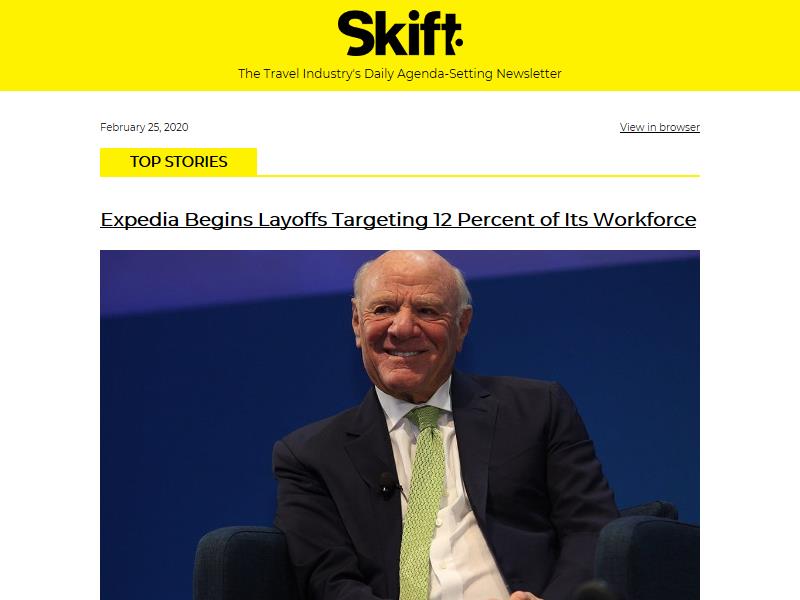 Skift
The Travel Industry's Daily Agenda-Setting Newsletter
February 25, 2020
View in browser
TOP STORIES
Expedia Begins Layoffs Targeting 12 Percent of Its Workforce